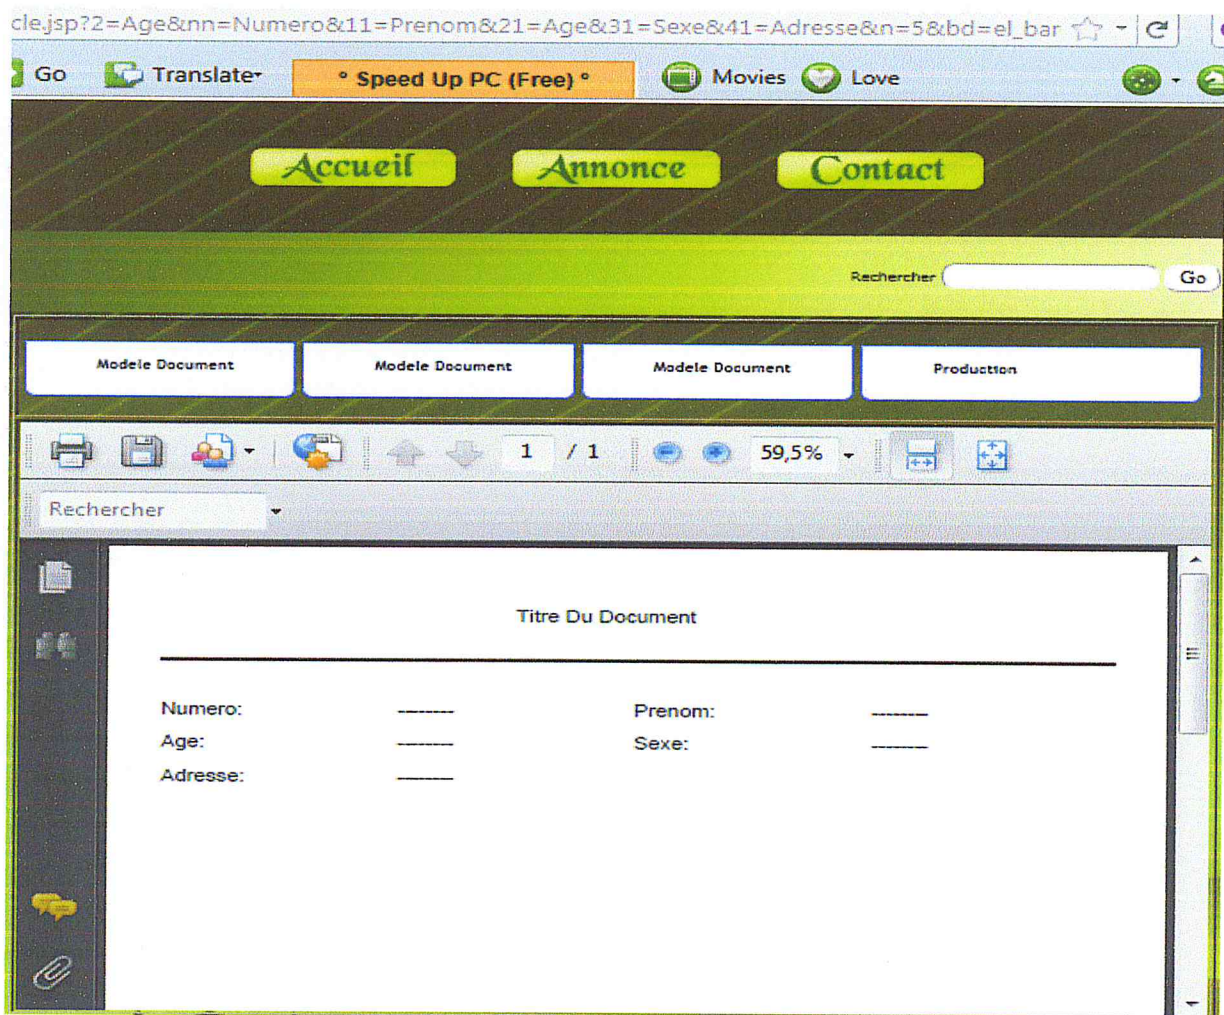 cle.jsp?2=Age&nn=Numero&11=Prenom&21=Age&31=Sexe&41=Adresse&n=5&bd=el_bar
Go Translate ° Speed Up PC (Free) ° Movies Love
Accueil Annonce Contact
Rechercher Go
Modele Document Modele Document Modele Document Production
1 / 1 59,5%
Rechercher
Titre Du Document
Numero: -------- Prenom: --------
Age: -------- Sexe: --------
Adresse: --------